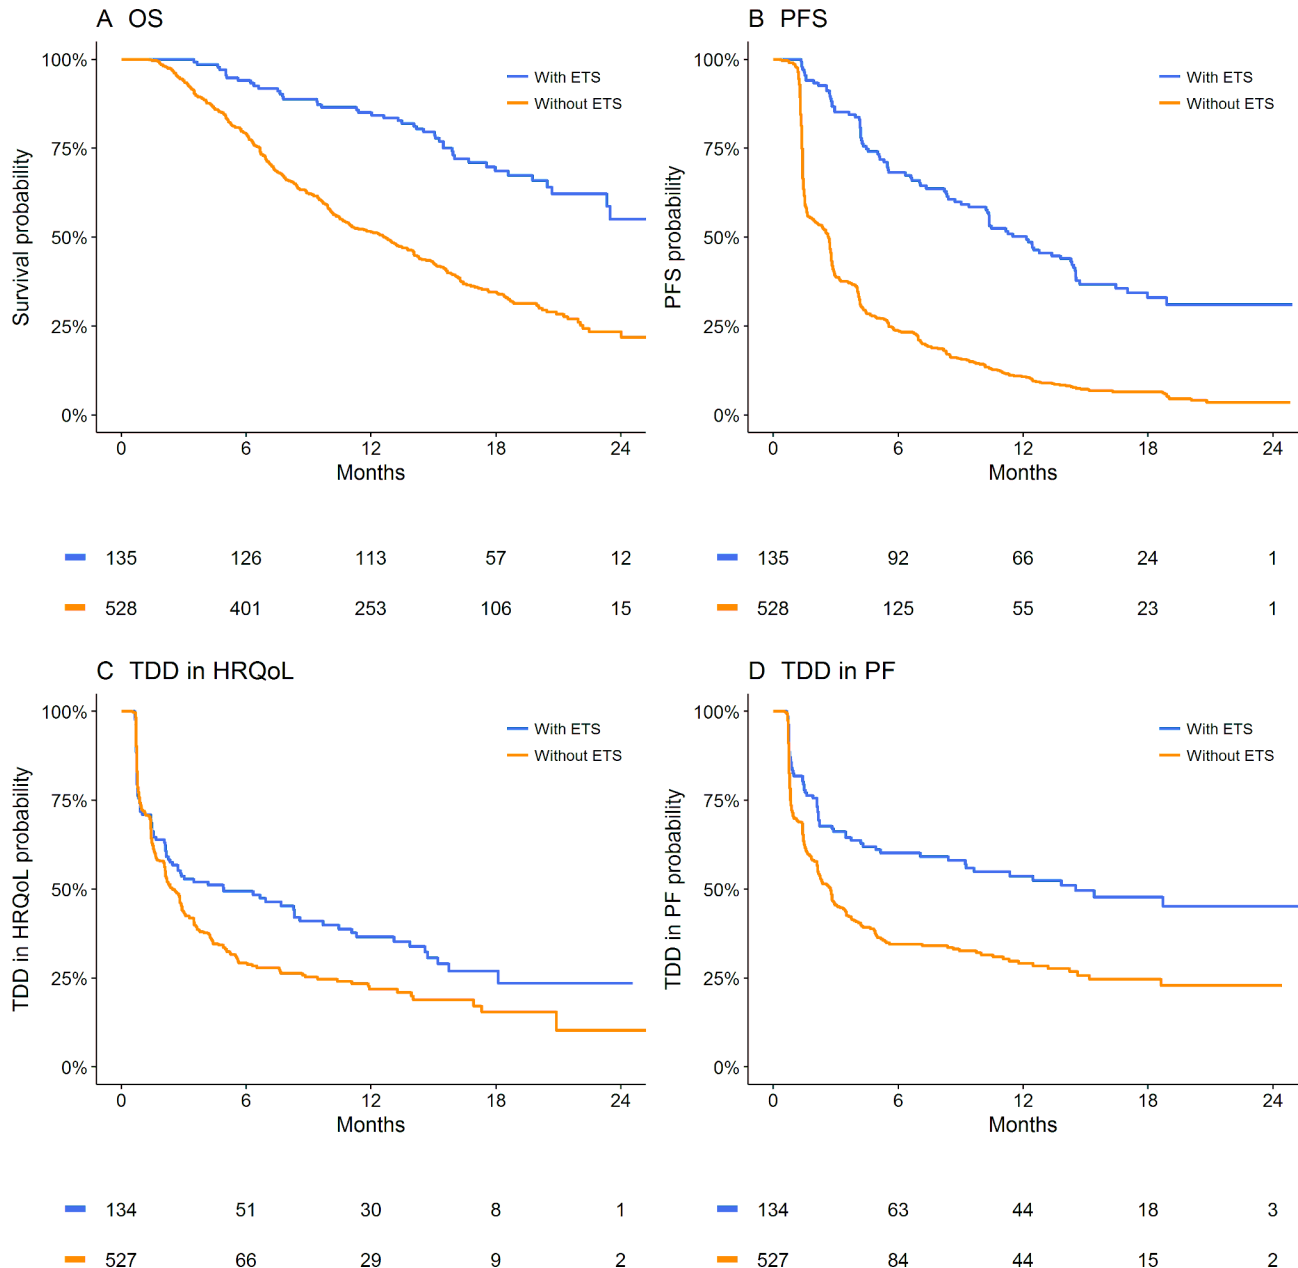 A OS
100%
75%
50%
25%
0%
Survival probability
With ETS
Without ETS
0 6 12 18 24
Months
135 126 113 57 12
528 401 253 106 15
B PFS
100%
75%
50%
25%
0%
PFS probability
With ETS
Without ETS
0 6 12 18 24
Months
135 92 66 24 1
528 125 55 23 1
C TDD in HRQoL
100%
75%
50%
25%
0%
TDD in HRQoL probability
With ETS
Without ETS
0 6 12 18 24
Months
134 51 30 8 1
527 66 29 9 2
D TDD in PF
100%
75%
50%
25%
0%
TDD in PF probability
With ETS
Without ETS
0 6 12 18 24
Months
134 63 44 18 3
527 84 44 15 2